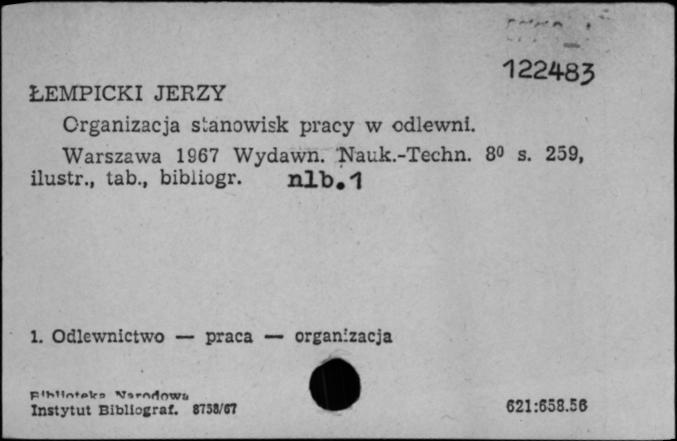 122483
ŁEMPICKI JERZY
Organizacja stanowisk pracy w odlewni.
Warszawa 1967 Wydawn. Nauk.-Techn. 8⁰ s. 259,
ilustr., tab., bibliogr. nlb.1
1. Odlewnictwo — praca — organizacja
Biblioteka Narodowa
Instytut Bibliograf. 8758/67
621:658.56